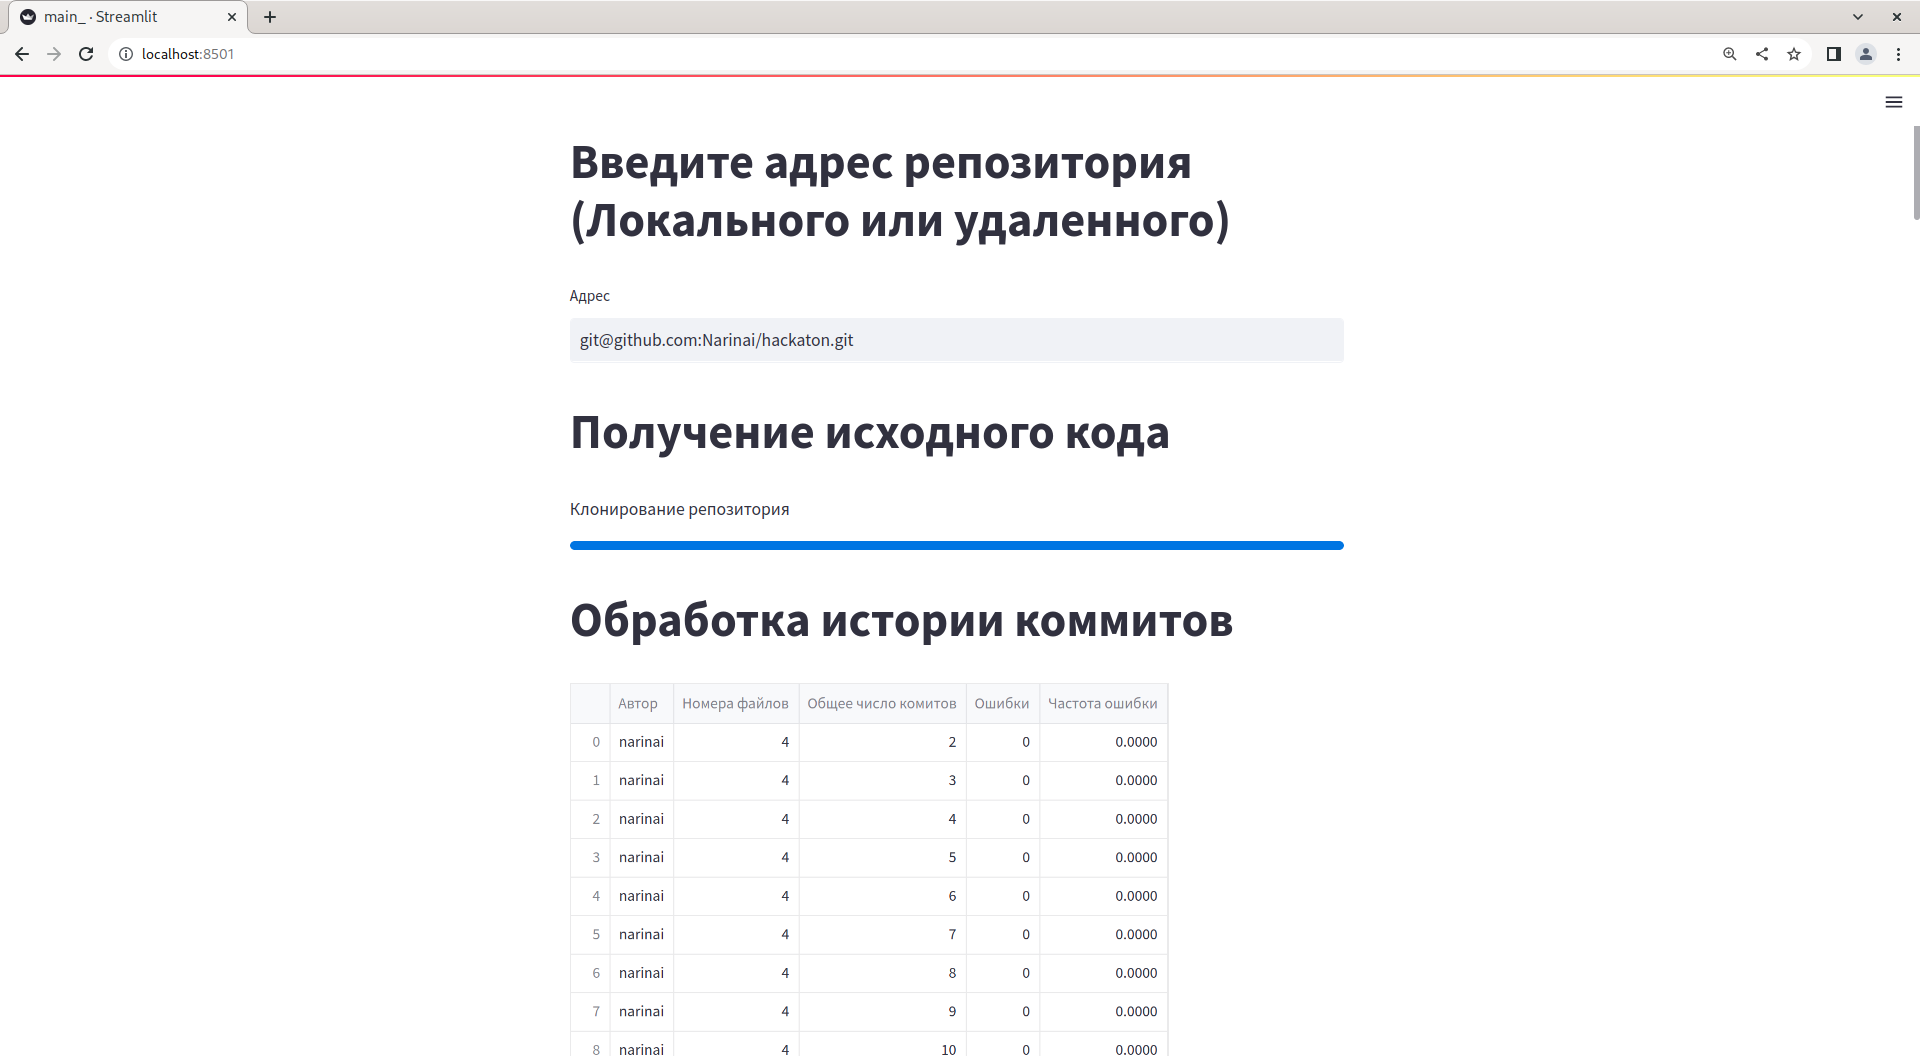 main_ · Streamlit
localhost:8501
Введите адрес репозитория
(Локального или удаленного)
Адрес
git@github.com:Narinai/hackaton.git
Получение исходного кода
Клонирование репозитория
Обработка истории коммитов
Автор Номера файлов Общее число комитов Ошибки Частота ошибки
0 narinai 4 2 0 0.0000
1 narinai 4 3 0 0.0000
2 narinai 4 4 0 0.0000
3 narinai 4 5 0 0.0000
4 narinai 4 6 0 0.0000
5 narinai 4 7 0 0.0000
6 narinai 4 8 0 0.0000
7 narinai 4 9 0 0.0000
8 narinai 4 10 0 0.0000